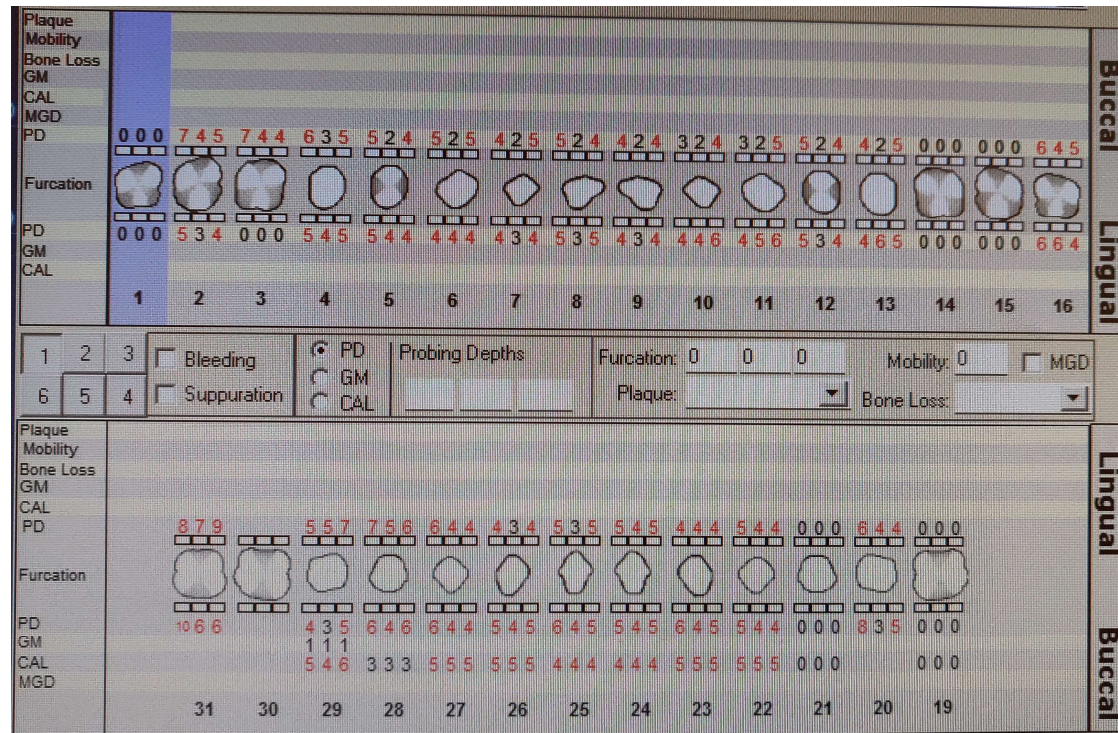 Plaque
Mobility
Bone Loss
GM
CAL
MGD
PD 0 0 0 7 4 5 7 4 4 6 3 5 5 2 4 5 2 5 4 2 5 5 2 4 4 2 4 3 2 4 3 2 5 5 2 4 4 2 5 0 0 0 0 0 0 6 4 5
Furcation
PD 0 0 0 5 3 4 0 0 0 5 4 5 5 4 4 4 4 4 4 3 4 5 3 5 4 3 4 4 4 6 4 5 6 5 3 4 4 6 5 0 0 0 0 0 0 6 6 4
GM
CAL
1 2 3 4 5 6 7 8 9 10 11 12 13 14 15 16
Buccal
Lingual
1 2 3 Bleeding PD Probing Depths Furcation: 0 0 0 Mobility: 0 MGD
GM
6 5 4 Suppuration CAL Plaque: Bone Loss:
Plaque
Mobility
Bone Loss
GM
CAL
PD 8 7 9 5 5 7 7 5 6 6 4 4 4 3 4 5 3 5 5 4 5 4 4 4 5 4 4 0 0 0 6 4 4 0 0 0
Furcation
PD 10 6 6 4 3 5 6 4 6 6 4 4 5 4 5 6 4 5 5 4 5 6 4 5 5 4 4 0 0 0 8 3 5 0 0 0
GM 1 1 1
CAL 5 4 6 3 3 3 5 5 5 5 5 5 4 4 4 4 4 4 5 5 5 5 5 5 0 0 0 0 0 0
MGD
31 30 29 28 27 26 25 24 23 22 21 20 19
Lingual
Buccal